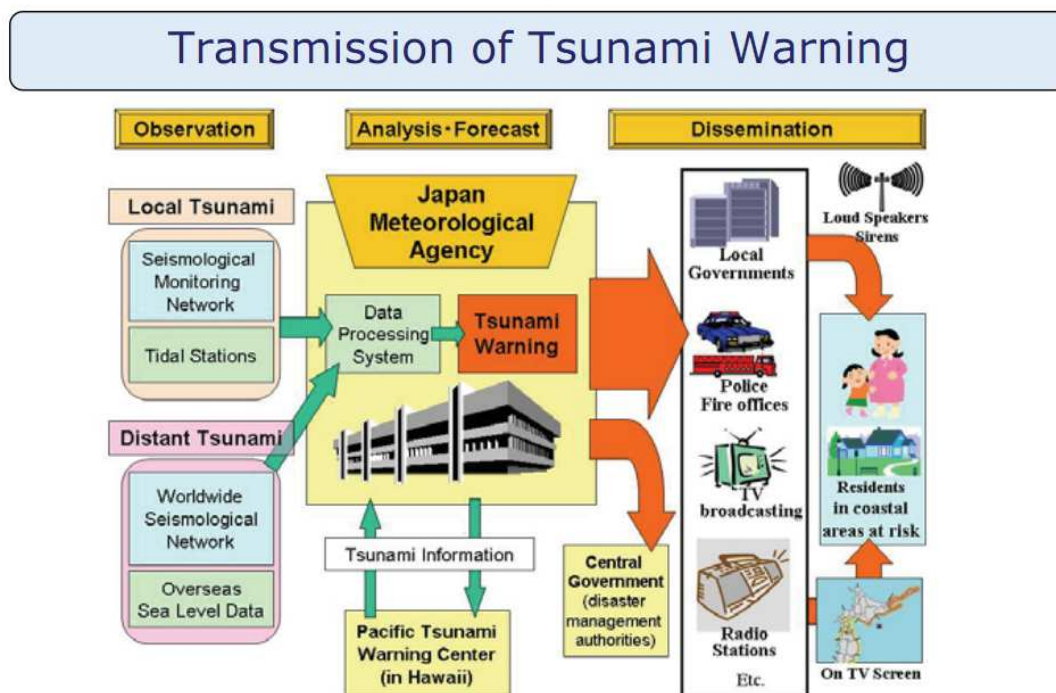 Transmission of Tsunami Warning
Observation
Analysis・Forecast
Dissemination
Local Tsunami
Seismological
Monitoring
Network
Tidal Stations
Distant Tsunami
Worldwide
Seismological
Network
Overseas
Sea Level Data
Japan
Meteorological
Agency
Data
Processing
System
Tsunami
Warning
Tsunami Information
Pacific Tsunami
Warning Center
(in Hawaii)
Central
Government
(disaster
management
authorities)
Local
Governments
Police
Fire offices
TV
broadcasting
Radio
Stations
Etc.
Loud Speakers
Sirens
Residents
in coastal
areas at risk
On TV Screen